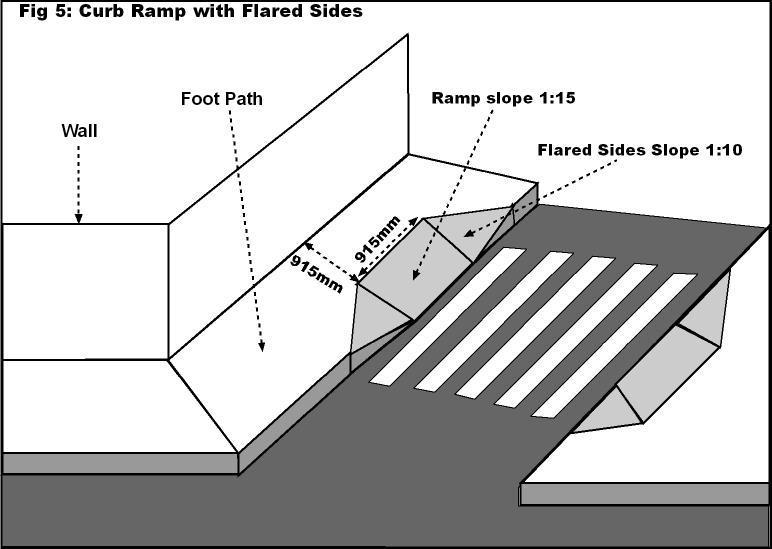 Fig 5: Curb Ramp with Flared Sides
Foot Path
Ramp slope 1:15
Wall
Flared Sides Slope 1:10
915mm
915mm